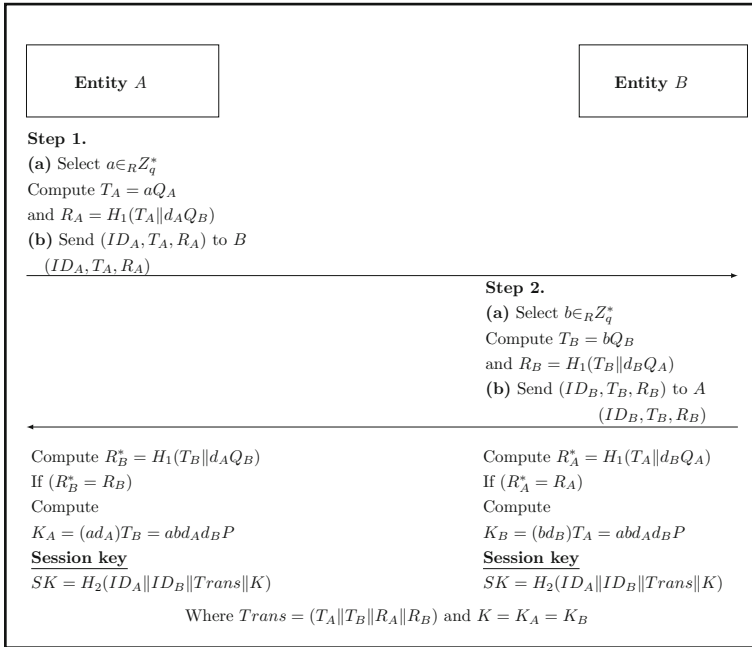 Entity A
Entity B
Step 1.
(a) Select a∈_R Z_q^*
Compute T_A = aQ_A
and R_A = H_1(T_A‖d_AQ_B)
(b) Send (ID_A, T_A, R_A) to B
(ID_A, T_A, R_A)
Step 2.
(a) Select b∈_R Z_q^*
Compute T_B = bQ_B
and R_B = H_1(T_B‖d_BQ_A)
(b) Send (ID_B, T_B, R_B) to A
(ID_B, T_B, R_B)
Compute R_B^* = H_1(T_B‖d_AQ_B)
If (R_B^* = R_B)
Compute
K_A = (ad_A)T_B = abd_Ad_BP
Session key
SK = H_2(ID_A‖ID_B‖Trans‖K)
Compute R_A^* = H_1(T_A‖d_BQ_A)
If (R_A^* = R_A)
Compute
K_B = (bd_B)T_A = abd_Ad_BP
Session key
SK = H_2(ID_A‖ID_B‖Trans‖K)
Where Trans = (T_A‖T_B‖R_A‖R_B) and K = K_A = K_B